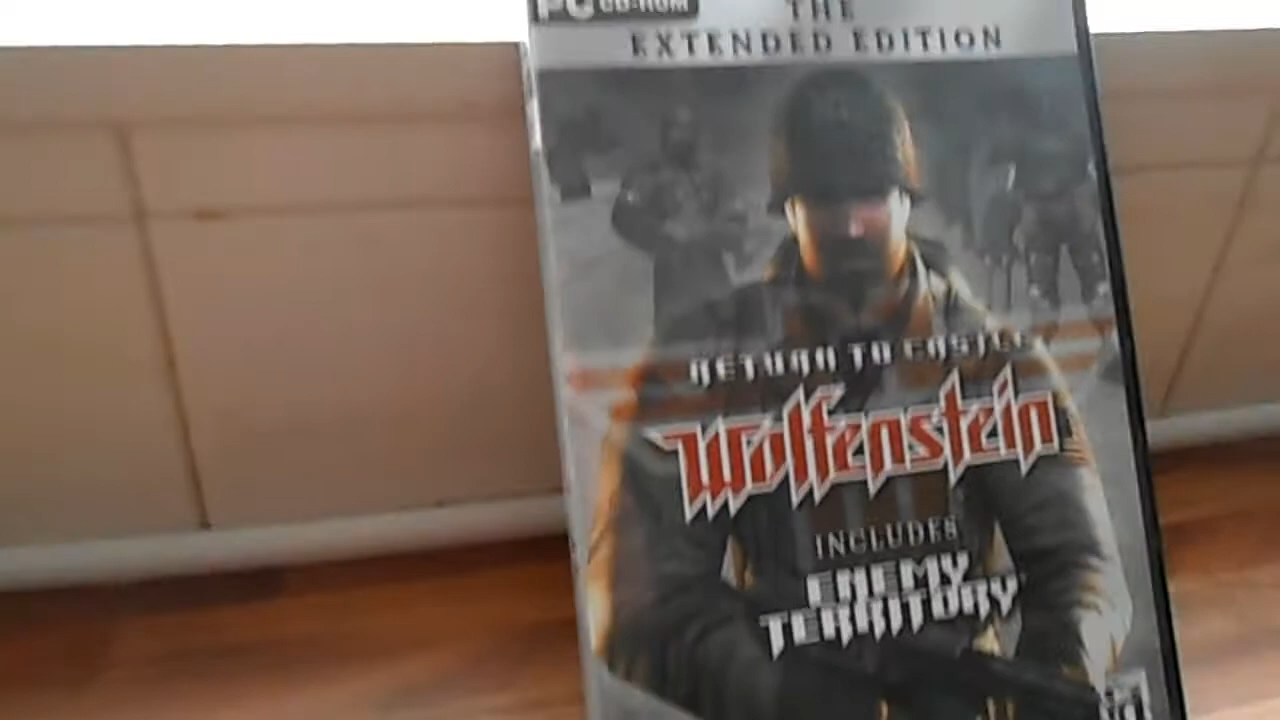 PC CD-ROM
THE
EXTENDED EDITION
RETURN TO CASTLE
Wolfenstein
INCLUDES
ENEMY
TERRITORY